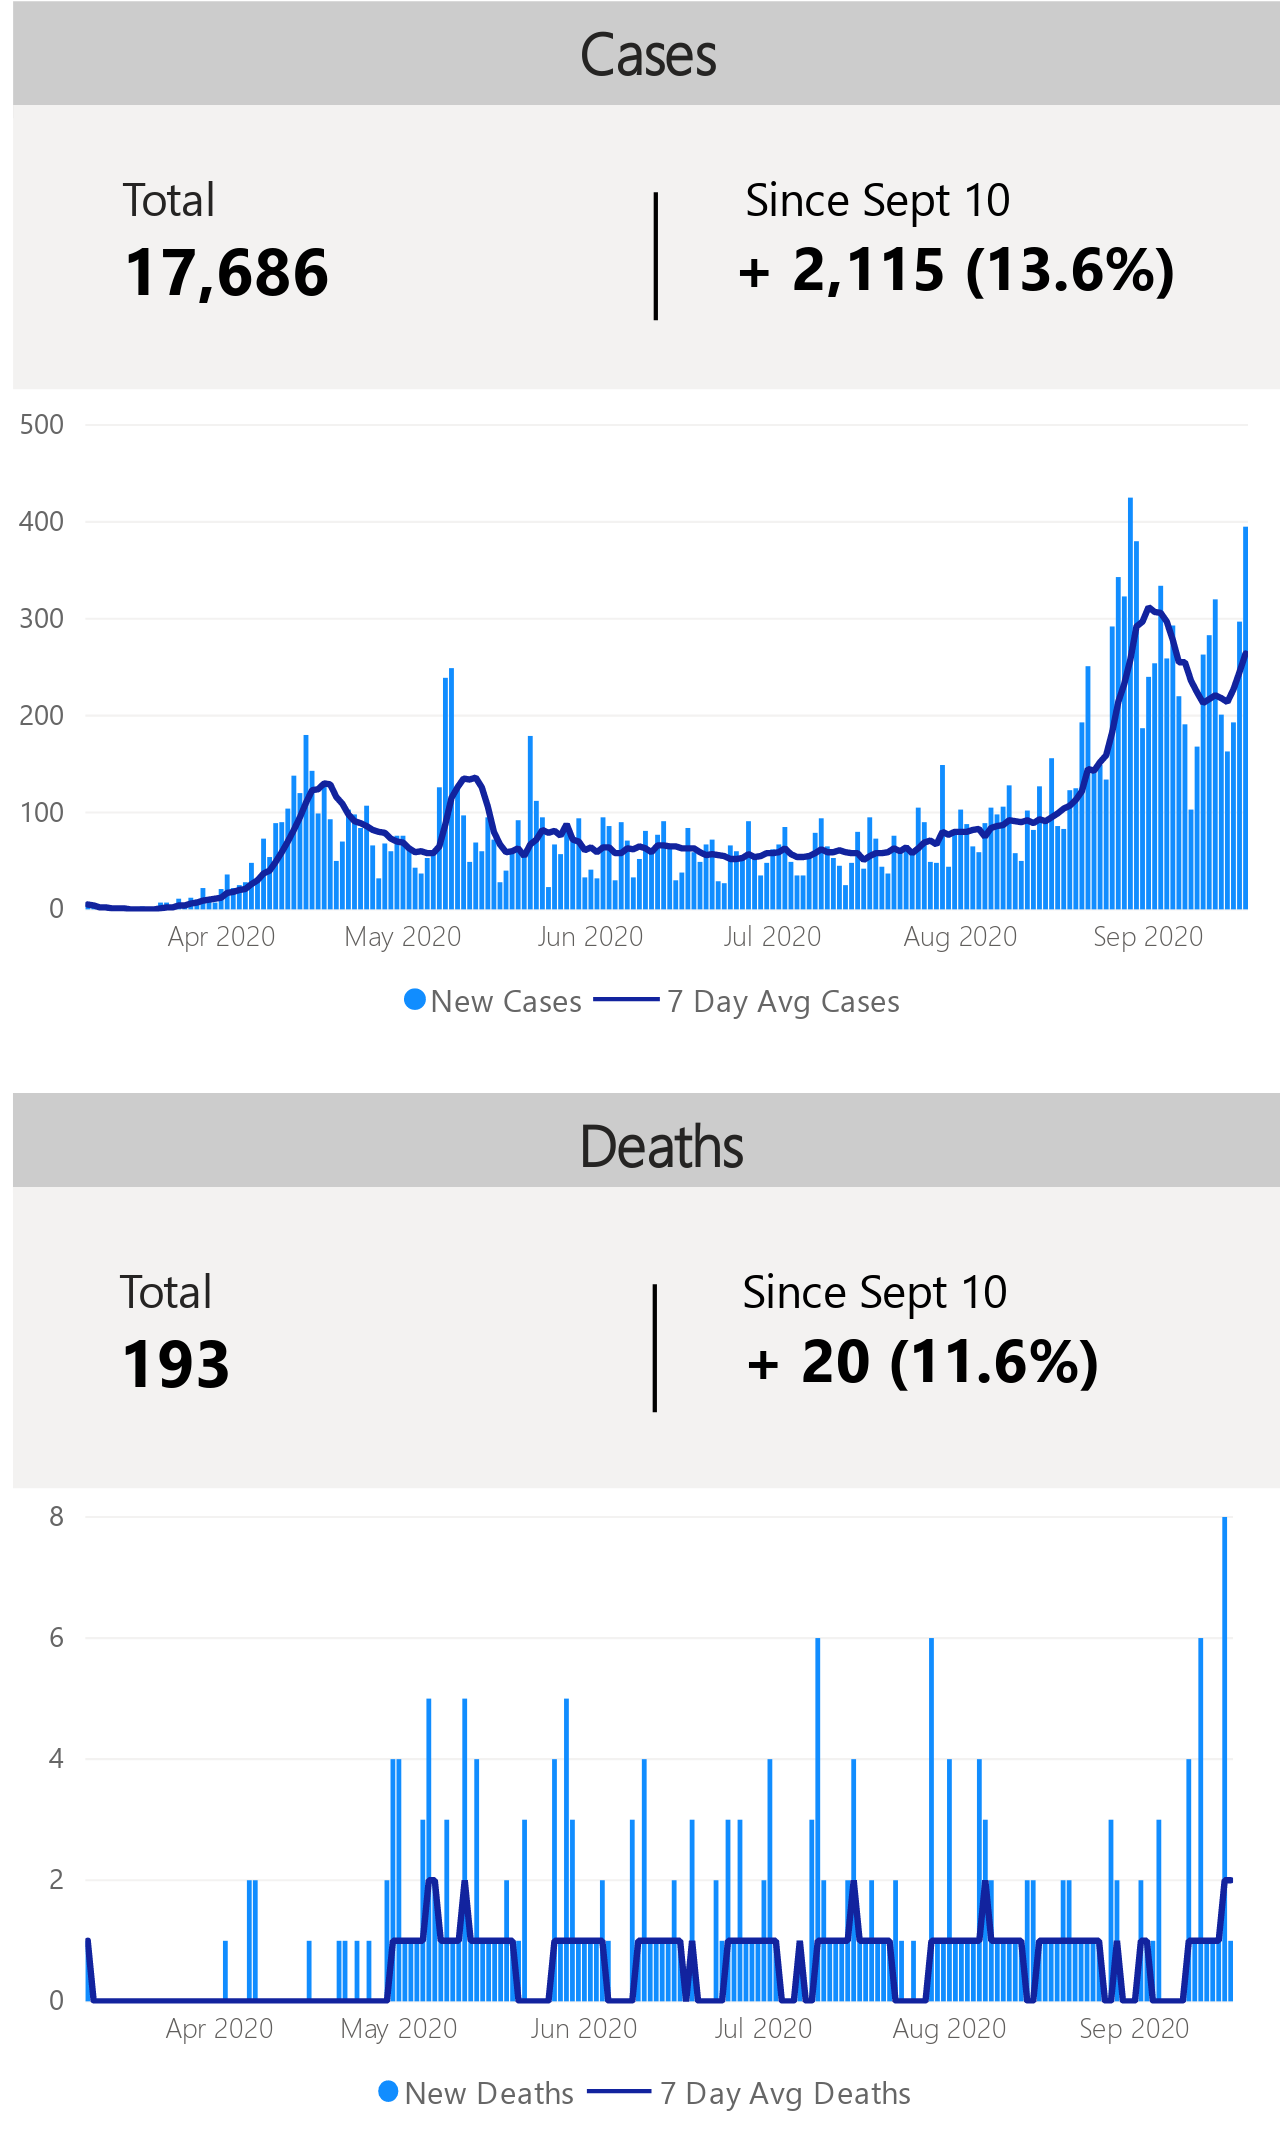 Cases
Total
Since Sept 10
17,686
+ 2,115 (13.6%)
500
400
300
200
100
0
Apr 2020
May 2020
Jun 2020
Jul 2020
Aug 2020
Sep 2020
New Cases
7 Day Avg Cases
Deaths
Total
Since Sept 10
193
+ 20 (11.6%)
8
6
4
2
0
Apr 2020
May 2020
Jun 2020
Jul 2020
Aug 2020
Sep 2020
New Deaths
7 Day Avg Deaths